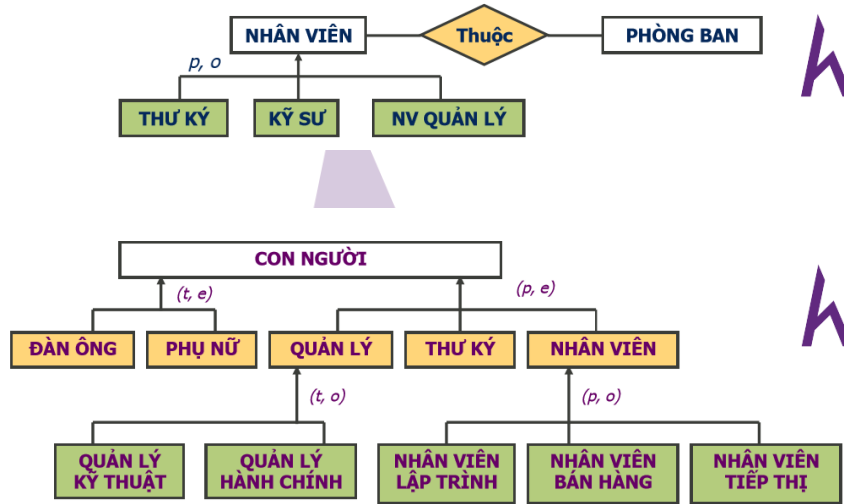 NHÂN VIÊN
Thuộc
PHÒNG BAN
p, o
THƯ KÝ
KỸ SƯ
NV QUẢN LÝ
CON NGƯỜI
(t, e)
(p, e)
ĐÀN ÔNG
PHỤ NỮ
QUẢN LÝ
THƯ KÝ
NHÂN VIÊN
(t, o)
(p, o)
QUẢN LÝ
KỸ THUẬT
QUẢN LÝ
HÀNH CHÍNH
NHÂN VIÊN
LẬP TRÌNH
NHÂN VIÊN
BÁN HÀNG
NHÂN VIÊN
TIẾP THỊ